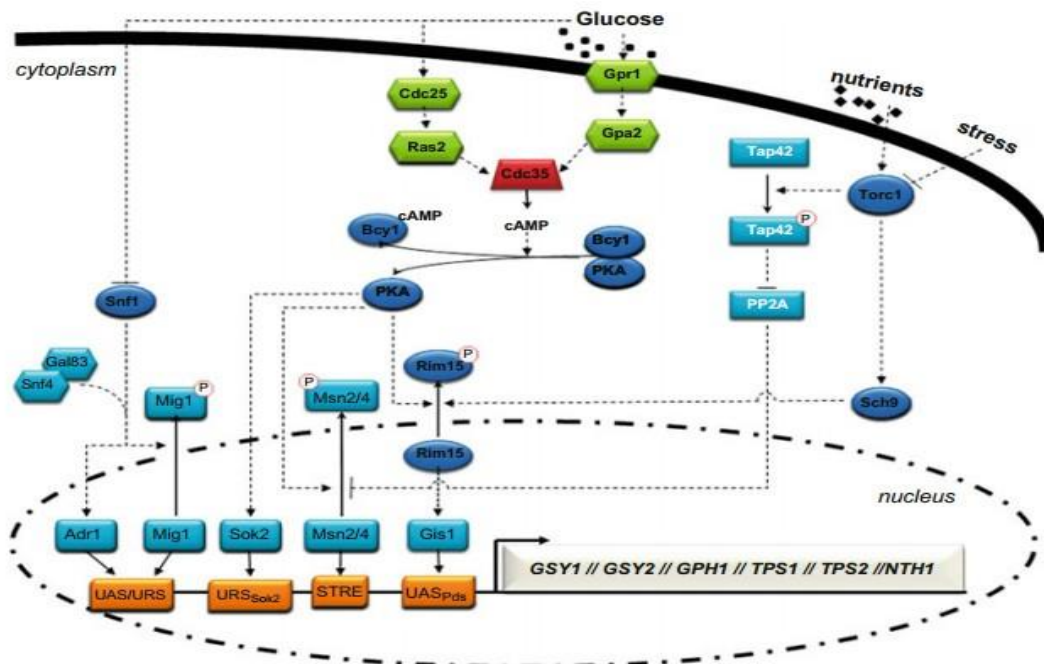 Glucose
cytoplasm
Gpr1
nutrients
Cdc25
stress
Ras2
Gpa2
Tap42
Cdc35
Torc1
cAMP
cAMP
Bcy1
Bcy1
Tap42
P
PKA
PKA
PP2A
Snf1
Gal83
Snf4
P
Mig1
P
Msn2/4
P
Rim15
Sch9
Rim15
nucleus
Adr1
Mig1
Sok2
Msn2/4
Gis1
GSY1 // GSY2 // GPH1 // TPS1 // TPS2 //NTH1
UAS/URS
URSSok2
STRE
UASPds